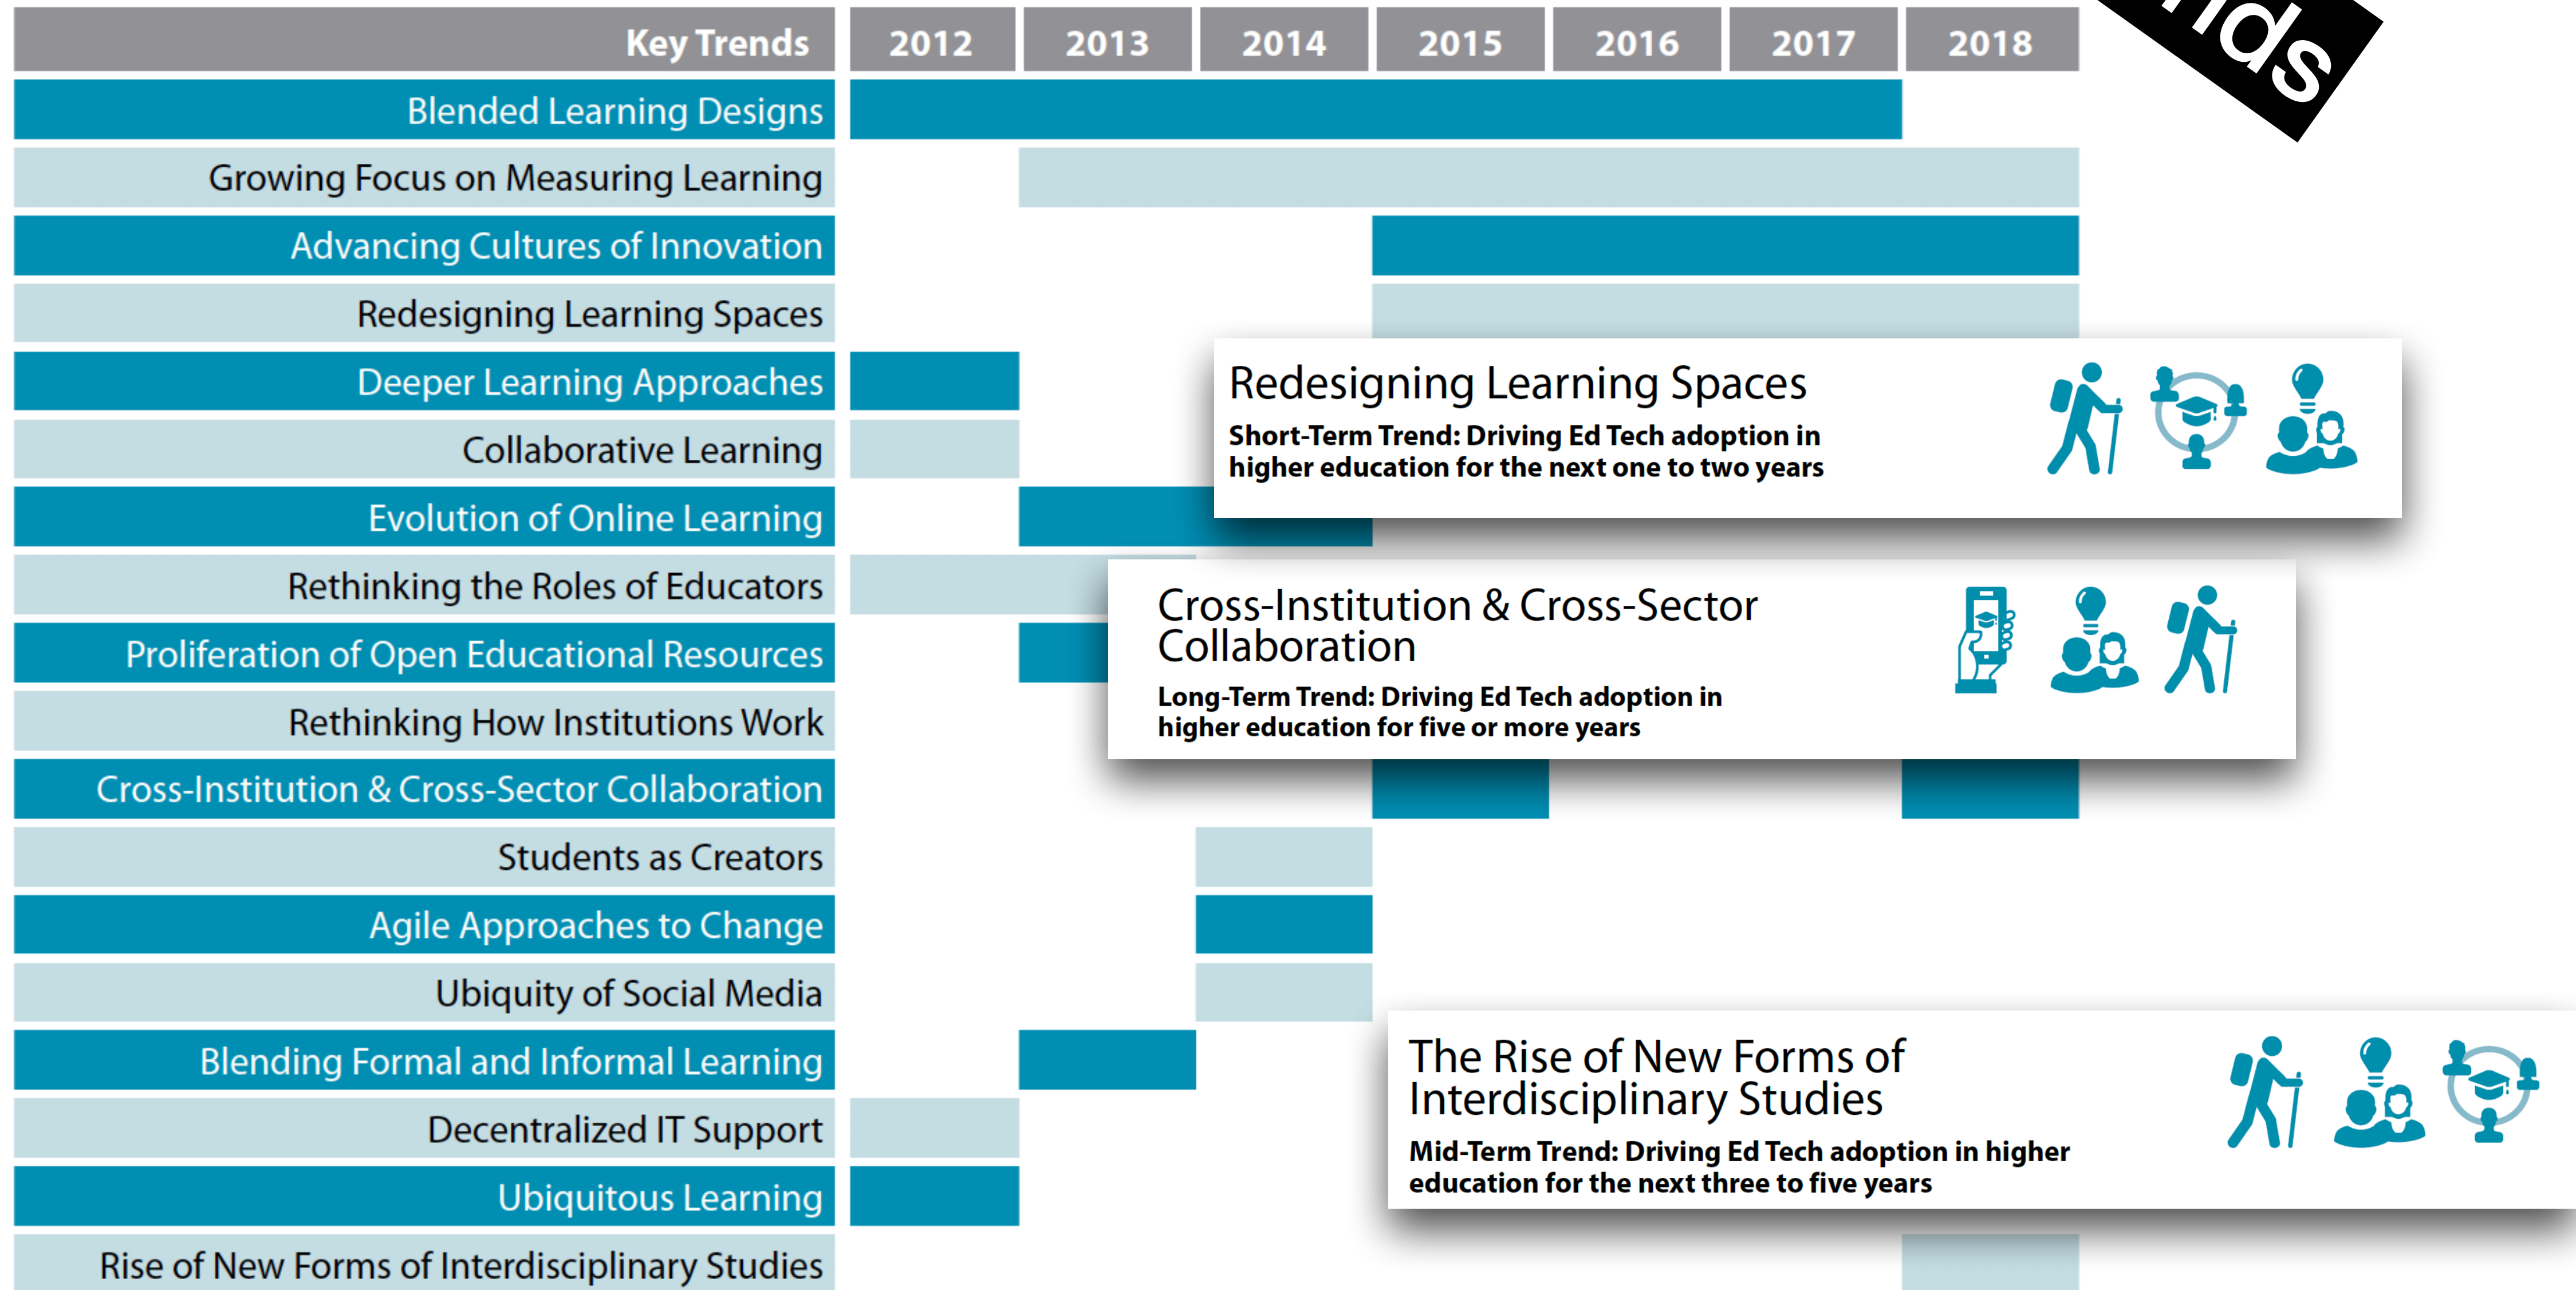 Key Trends 2012 2013 2014 2015 2016 2017 2018
Blended Learning Designs
Growing Focus on Measuring Learning
Advancing Cultures of Innovation
Redesigning Learning Spaces
Deeper Learning Approaches
Collaborative Learning
Evolution of Online Learning
Rethinking the Roles of Educators
Proliferation of Open Educational Resources
Rethinking How Institutions Work
Cross-Institution & Cross-Sector Collaboration
Students as Creators
Agile Approaches to Change
Ubiquity of Social Media
Blending Formal and Informal Learning
Decentralized IT Support
Ubiquitous Learning
Rise of New Forms of Interdisciplinary Studies
Redesigning Learning Spaces
Short-Term Trend: Driving Ed Tech adoption in
higher education for the next one to two years
Cross-Institution & Cross-Sector
Collaboration
Long-Term Trend: Driving Ed Tech adoption in
higher education for five or more years
The Rise of New Forms of
Interdisciplinary Studies
Mid-Term Trend: Driving Ed Tech adoption in higher
education for the next three to five years